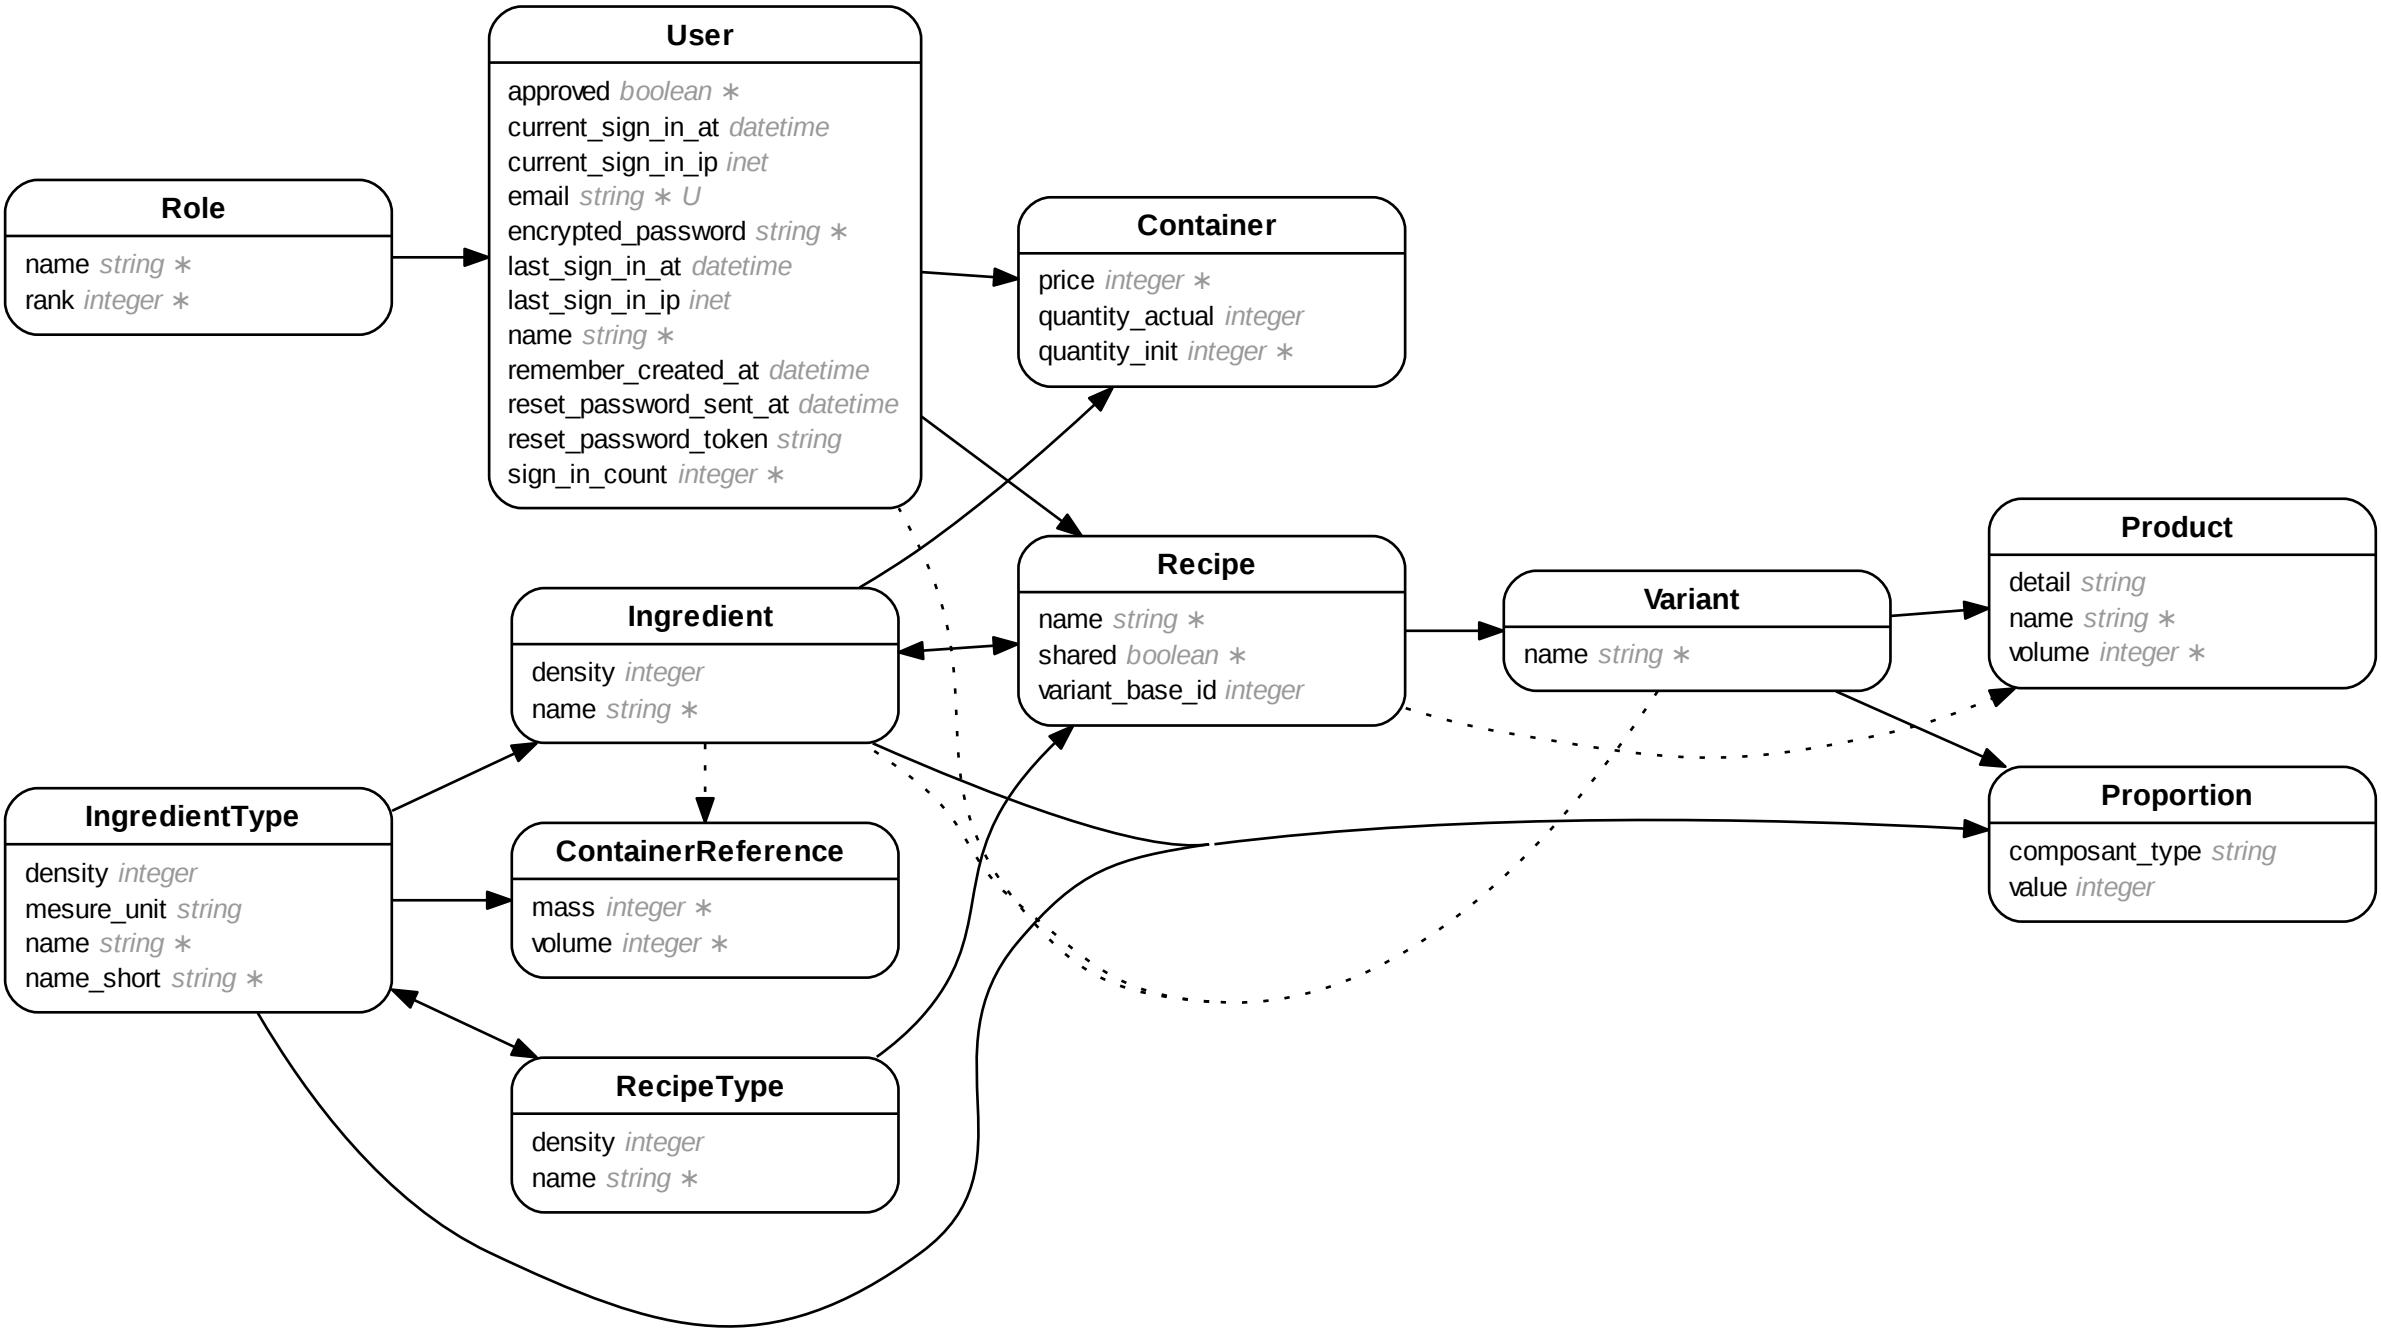 User
approved boolean ∗
current_sign_in_at datetime
current_sign_in_ip inet
email string ∗ U
encrypted_password string ∗
last_sign_in_at datetime
last_sign_in_ip inet
name string ∗
remember_created_at datetime
reset_password_sent_at datetime
reset_password_token string
sign_in_count integer ∗
Role
name string ∗
rank integer ∗
Container
price integer ∗
quantity_actual integer
quantity_init integer ∗
Ingredient
density integer
name string ∗
Recipe
name string ∗
shared boolean ∗
variant_base_id integer
Variant
name string ∗
Product
detail string
name string ∗
volume integer ∗
IngredientType
density integer
mesure_unit string
name string ∗
name_short string ∗
ContainerReference
mass integer ∗
volume integer ∗
Proportion
composant_type string
value integer
RecipeType
density integer
name string ∗